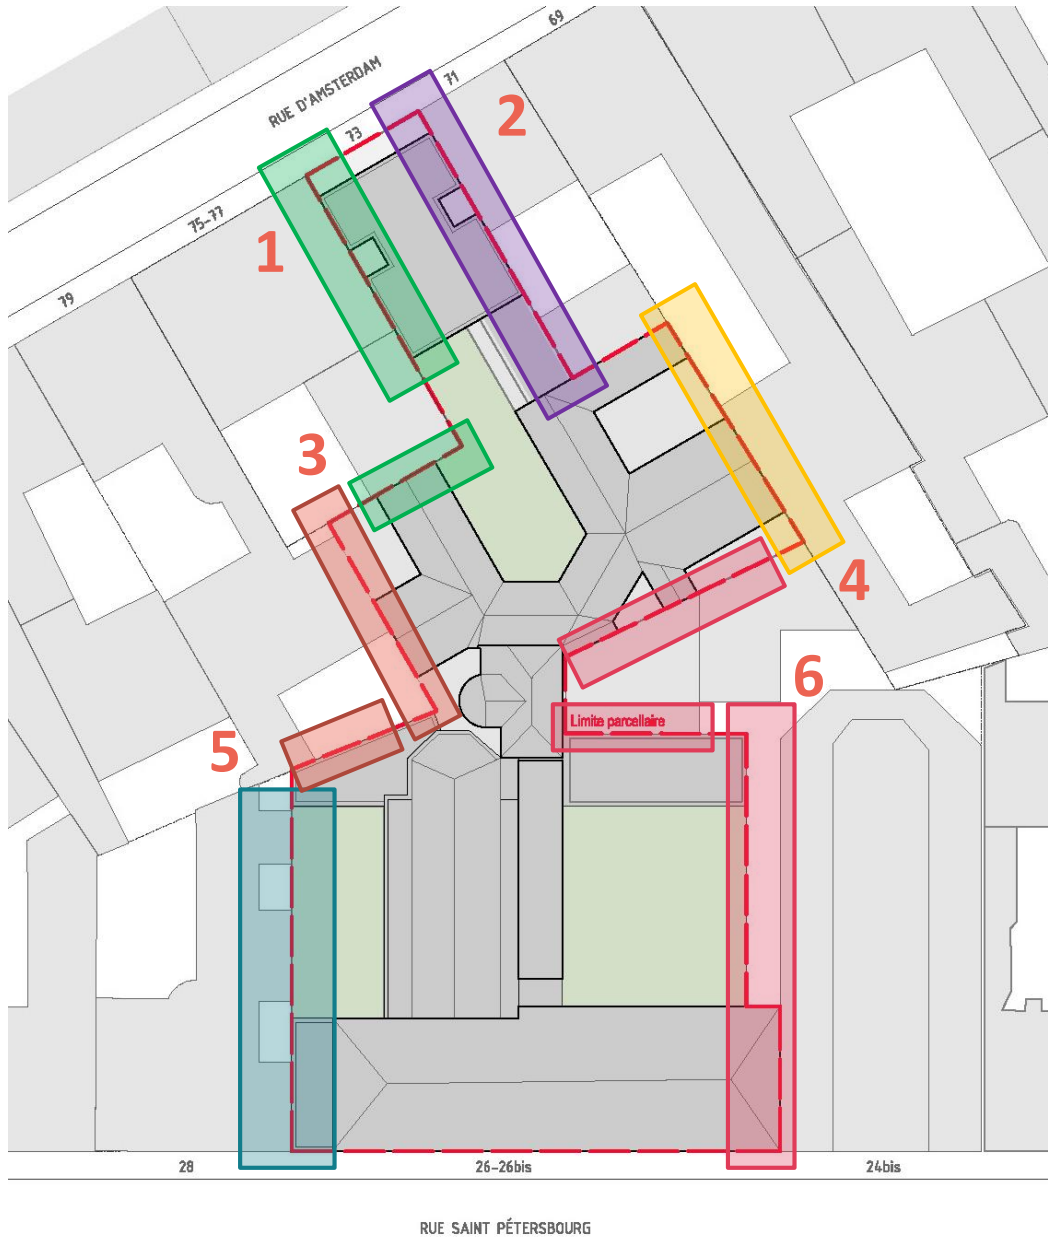 69
RUE D'AMSTERDAM
71
2
73
75-77
1
79
3
4
6
Limite parcellaire
5
28
26-26bis
24bis
RUE SAINT PÉTERSBOURG